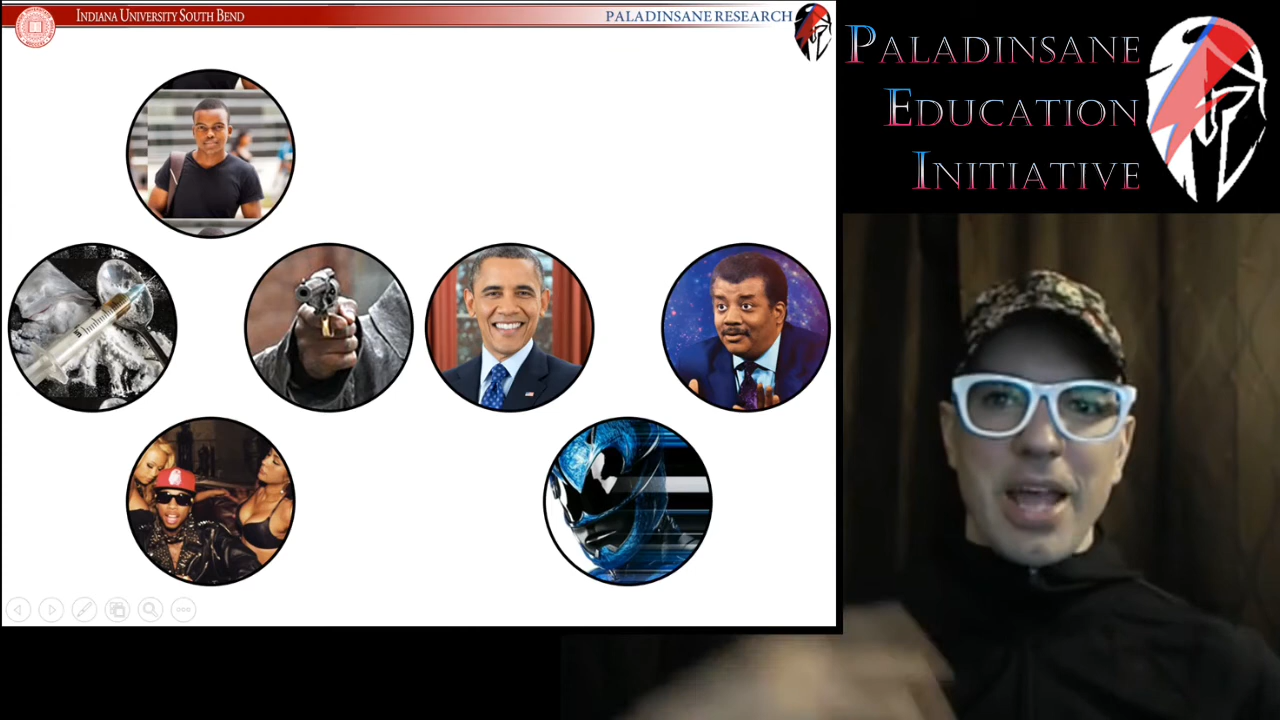 INDIANA UNIVERSITY SOUTH BEND
PALADINSANE RESEARCH
PALADINSANE
EDUCATION
INITIATIVE